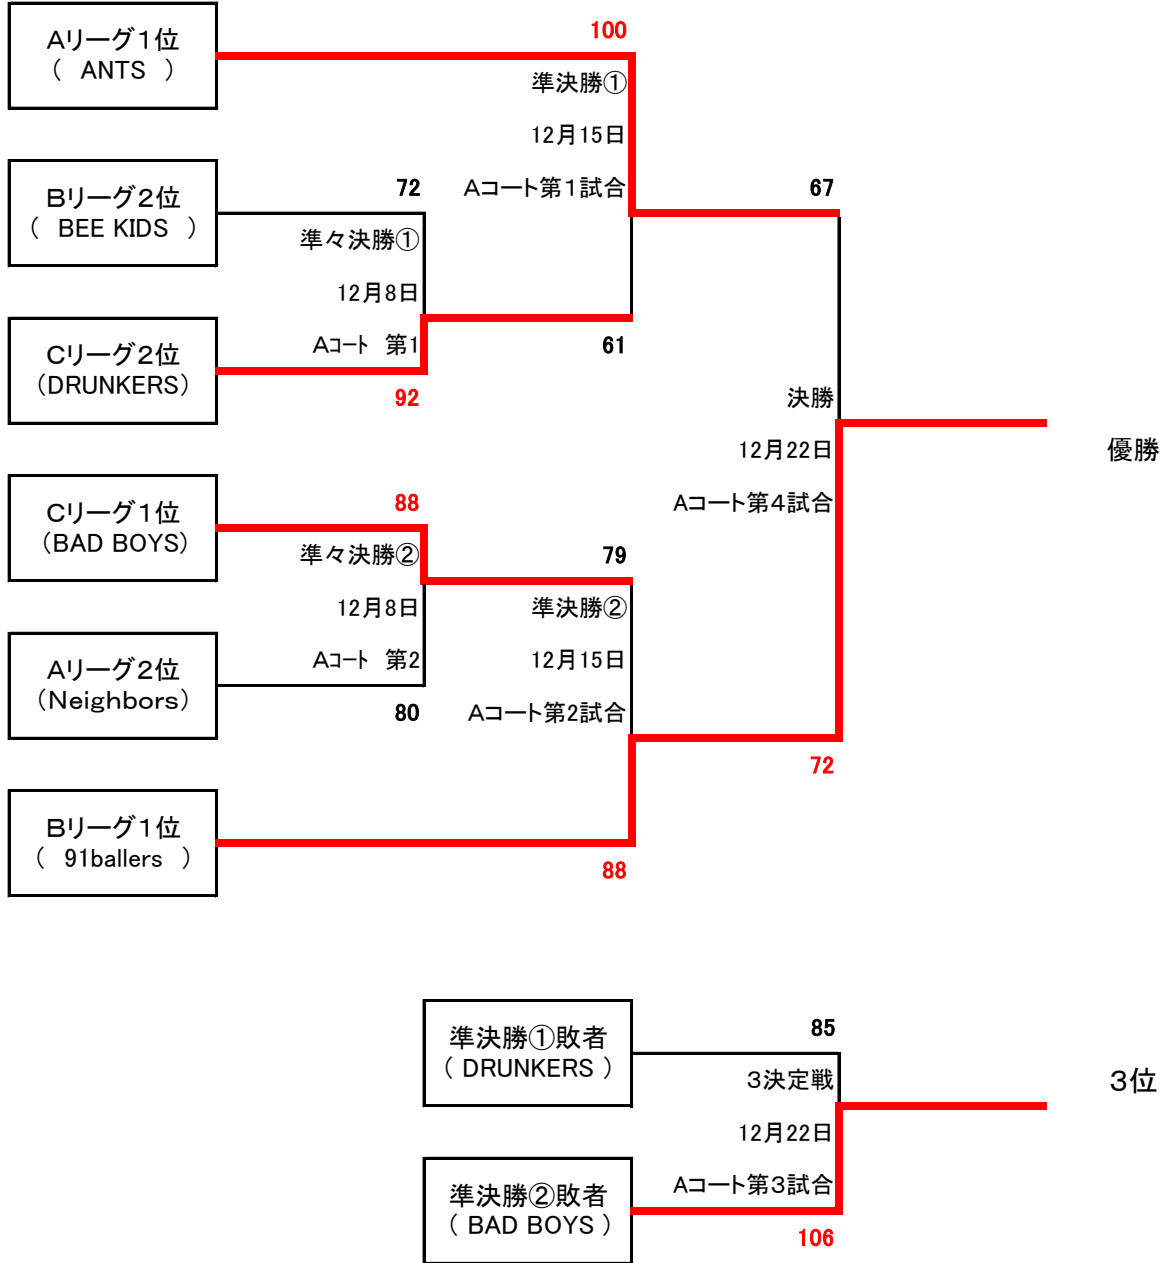 Aリーグ1位
( ANTS )
100
準決勝①
12月15日
Aコート第1試合
Bリーグ2位
( BEE KIDS )
72
準々決勝①
12月8日
Aコート 第1
67
Cリーグ2位
(DRUNKERS)
92
61
決勝
12月22日
Aコート第4試合
優勝
Cリーグ1位
(BAD BOYS)
88
準々決勝②
12月8日
Aコート 第2
79
準決勝②
12月15日
Aコート第2試合
Aリーグ2位
(Neighbors)
80
72
Bリーグ1位
( 91ballers )
88
準決勝①敗者
( DRUNKERS )
85
3決定戦
12月22日
Aコート第3試合
3位
準決勝②敗者
( BAD BOYS )
106